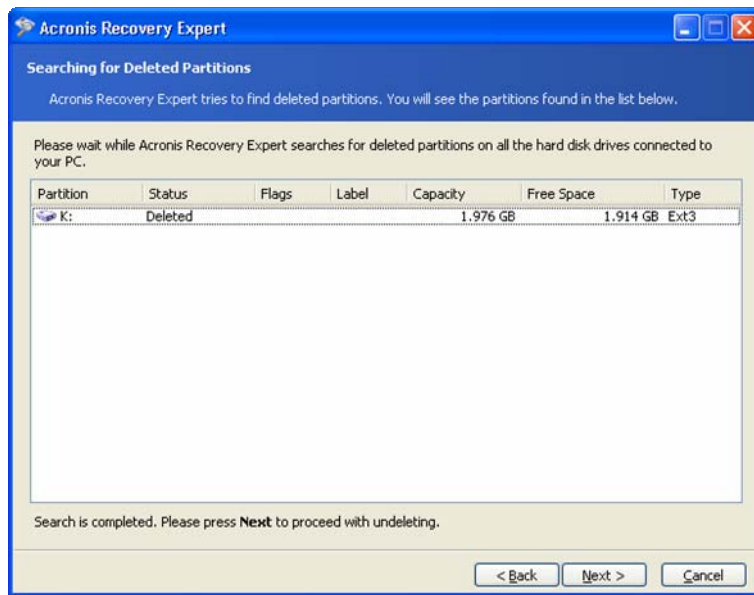 Acronis Recovery Expert
Searching for Deleted Partitions
Acronis Recovery Expert tries to find deleted partitions. You will see the partitions found in the list below.
Please wait while Acronis Recovery Expert searches for deleted partitions on all the hard disk drives connected to
your PC.
Partition Status Flags Label Capacity Free Space Type
K: Deleted 1.976 GB 1.914 GB Ext3
Search is completed. Please press Next to proceed with undeleting.
< Back Next > Cancel